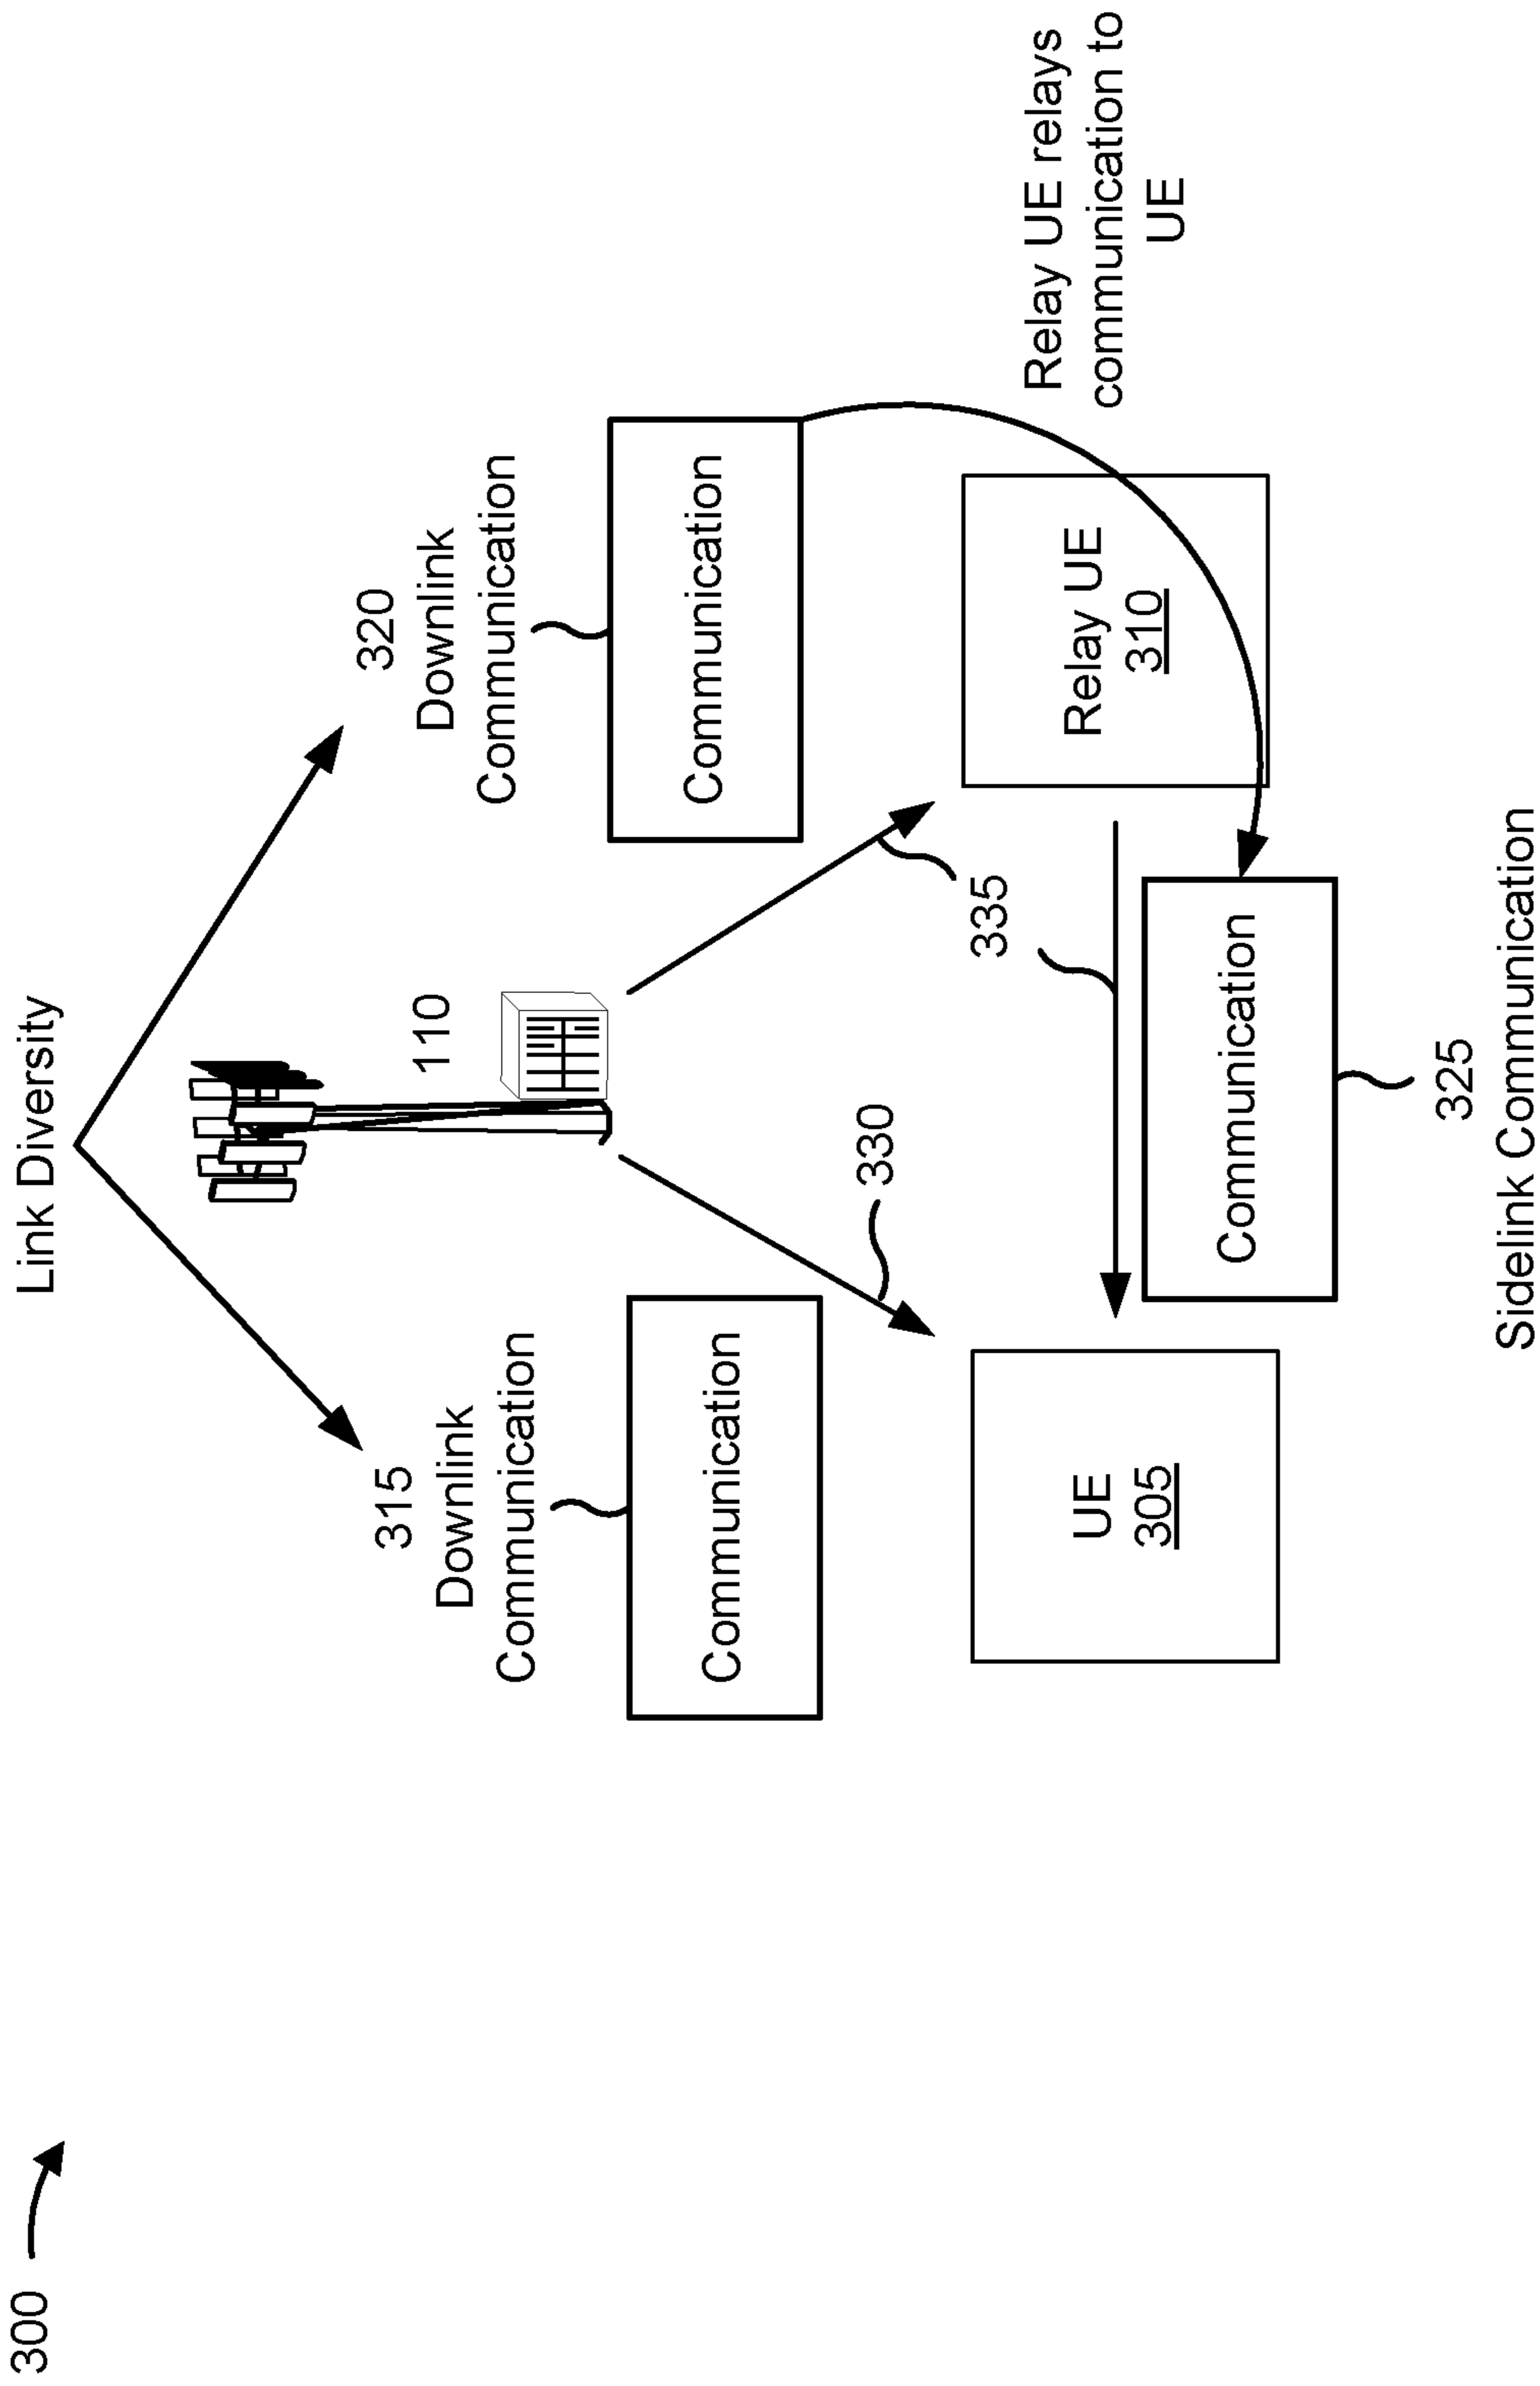 300
Link Diversity
315
Downlink
Communication
Communication
110
320
Downlink
Communication
Communication
330
335
UE
305
Relay UE
310
Relay UE relays
communication to
UE
Communication
325
Sidelink Communication